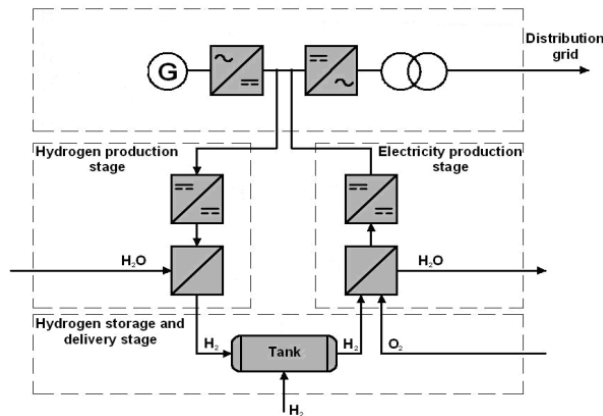 Distribution
grid
G
Hydrogen production
stage
Electricity production
stage
H₂O
H₂O
Hydrogen storage and
delivery stage
H₂
Tank
H₂
O₂
H₂